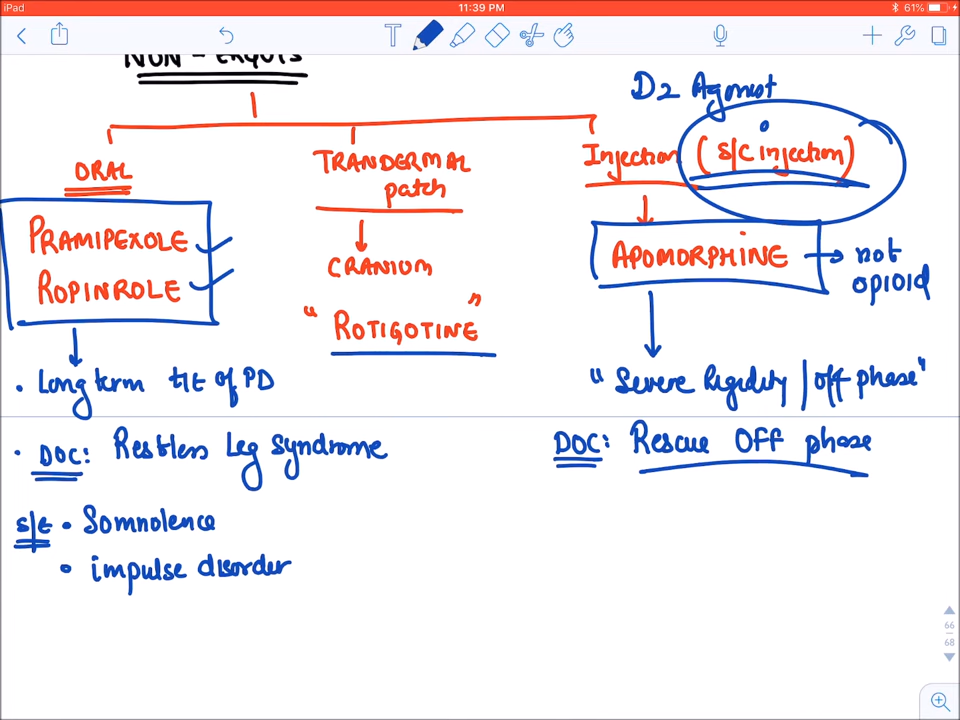 iPad
11:39 PM
61%
T
NON - ERGOTS
D2 Agonist
ORAL
TRANDERMAL
patch
Injection (S/C injection)
PRAMIPEXOLE
ROPINROLE
CRANIUM
"ROTIGOTINE"
APOMORPHINE → not
opioid
• Long term ttt of PD
"Severe Rigidity / off phase"
• DOC: Restless Leg Syndrome
DOC: Rescue OFF phase
S/E • Somnolence
• impulse disorder
66
68